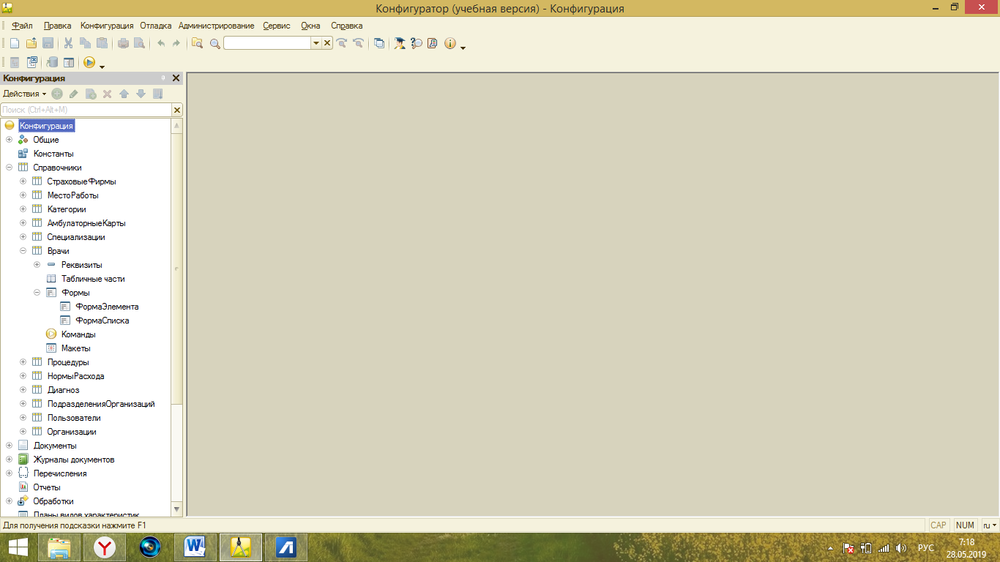 Конфигуратор (учебная версия) - Конфигурация
Файл Правка Конфигурация Отладка Администрирование Сервис Окна Справка
Конфигурация
Действия
Поиск (Ctrl+Alt+M)
Конфигурация
Общие
Константы
Справочники
СтраховыеФирмы
МестоРаботы
Категории
АмбулаторныеКарты
Специализации
Врачи
Реквизиты
Табличные части
Формы
ФормаЭлемента
ФормаСписка
Команды
Макеты
Процедуры
НормыРасхода
Диагноз
ПодразделенияОрганизаций
Пользователи
Организации
Документы
Журналы документов
Перечисления
Отчеты
Обработки
Планы видов характеристик
Для получения подсказки нажмите F1 CAP NUM ru
РУС 7:18
28.05.2019